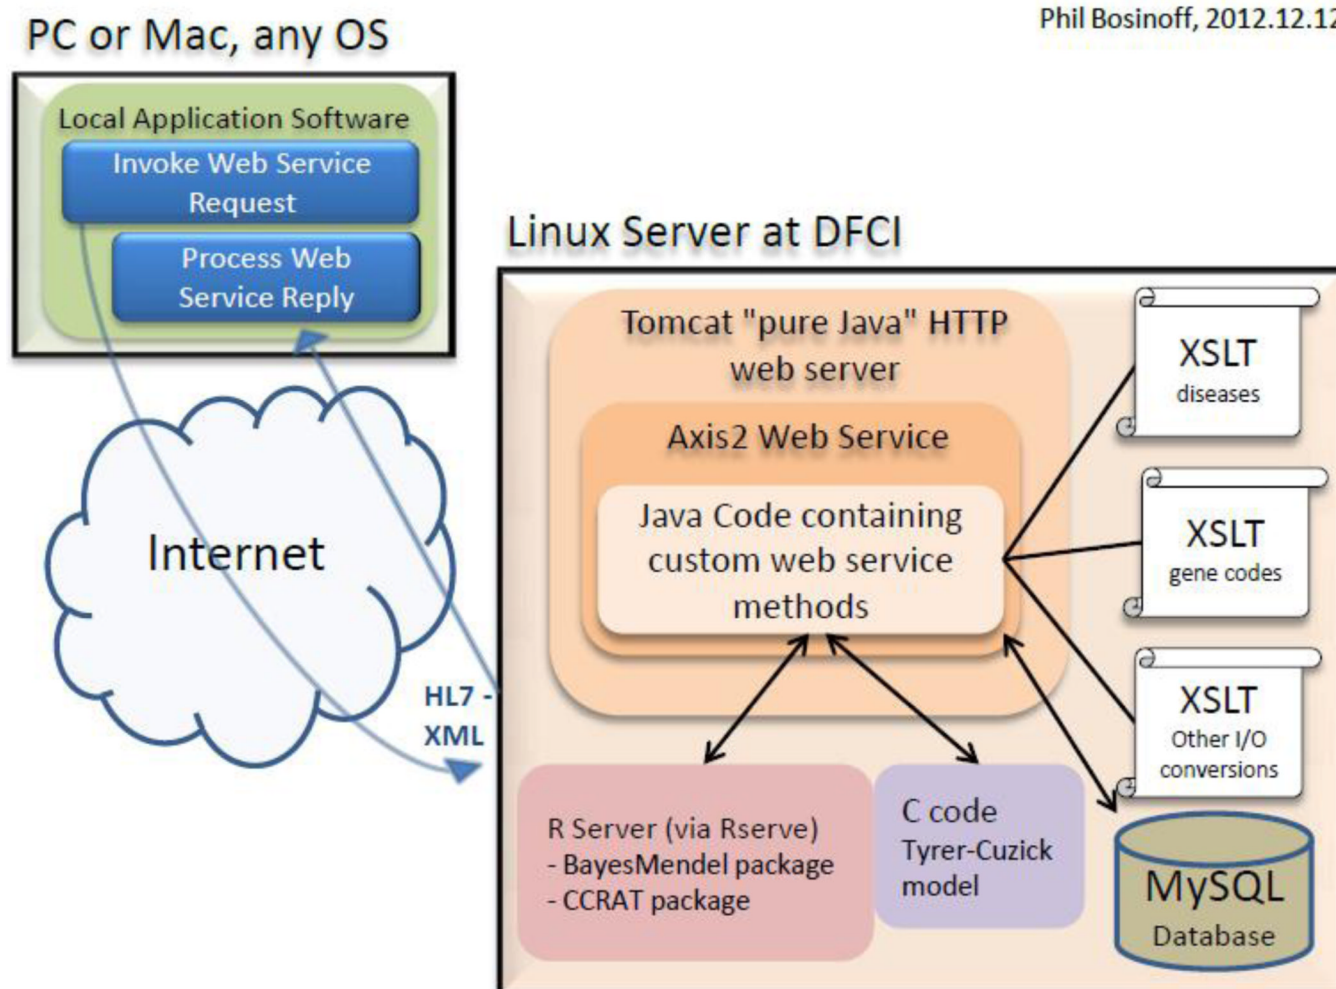 Phil Bosinoff, 2012.12.12
PC or Mac, any OS
Local Application Software
Invoke Web Service
Request
Process Web
Service Reply
Internet
HL7 -
XML
Linux Server at DFCI
Tomcat "pure Java" HTTP
web server
Axis2 Web Service
Java Code containing
custom web service
methods
XSLT
diseases
XSLT
gene codes
XSLT
Other I/O
conversions
R Server (via Rserve)
- BayesMendel package
- CCRAT package
C code
Tyrer-Cuzick
model
MySQL
Database